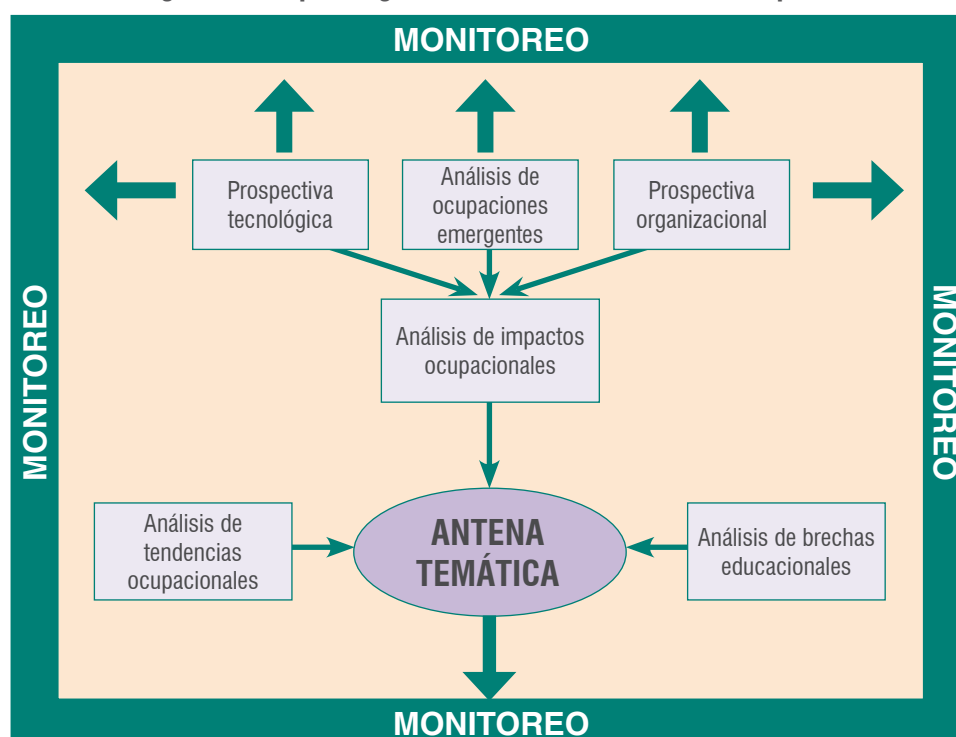 MONITOREO
Prospectiva
tecnológica
Análisis de
ocupaciones
emergentes
Prospectiva
organizacional
MONITOREO
Análisis de impactos
ocupacionales
MONITOREO
Análisis de
tendencias
ocupacionales
ANTENA
TEMÁTICA
Análisis de brechas
educacionales
MONITOREO